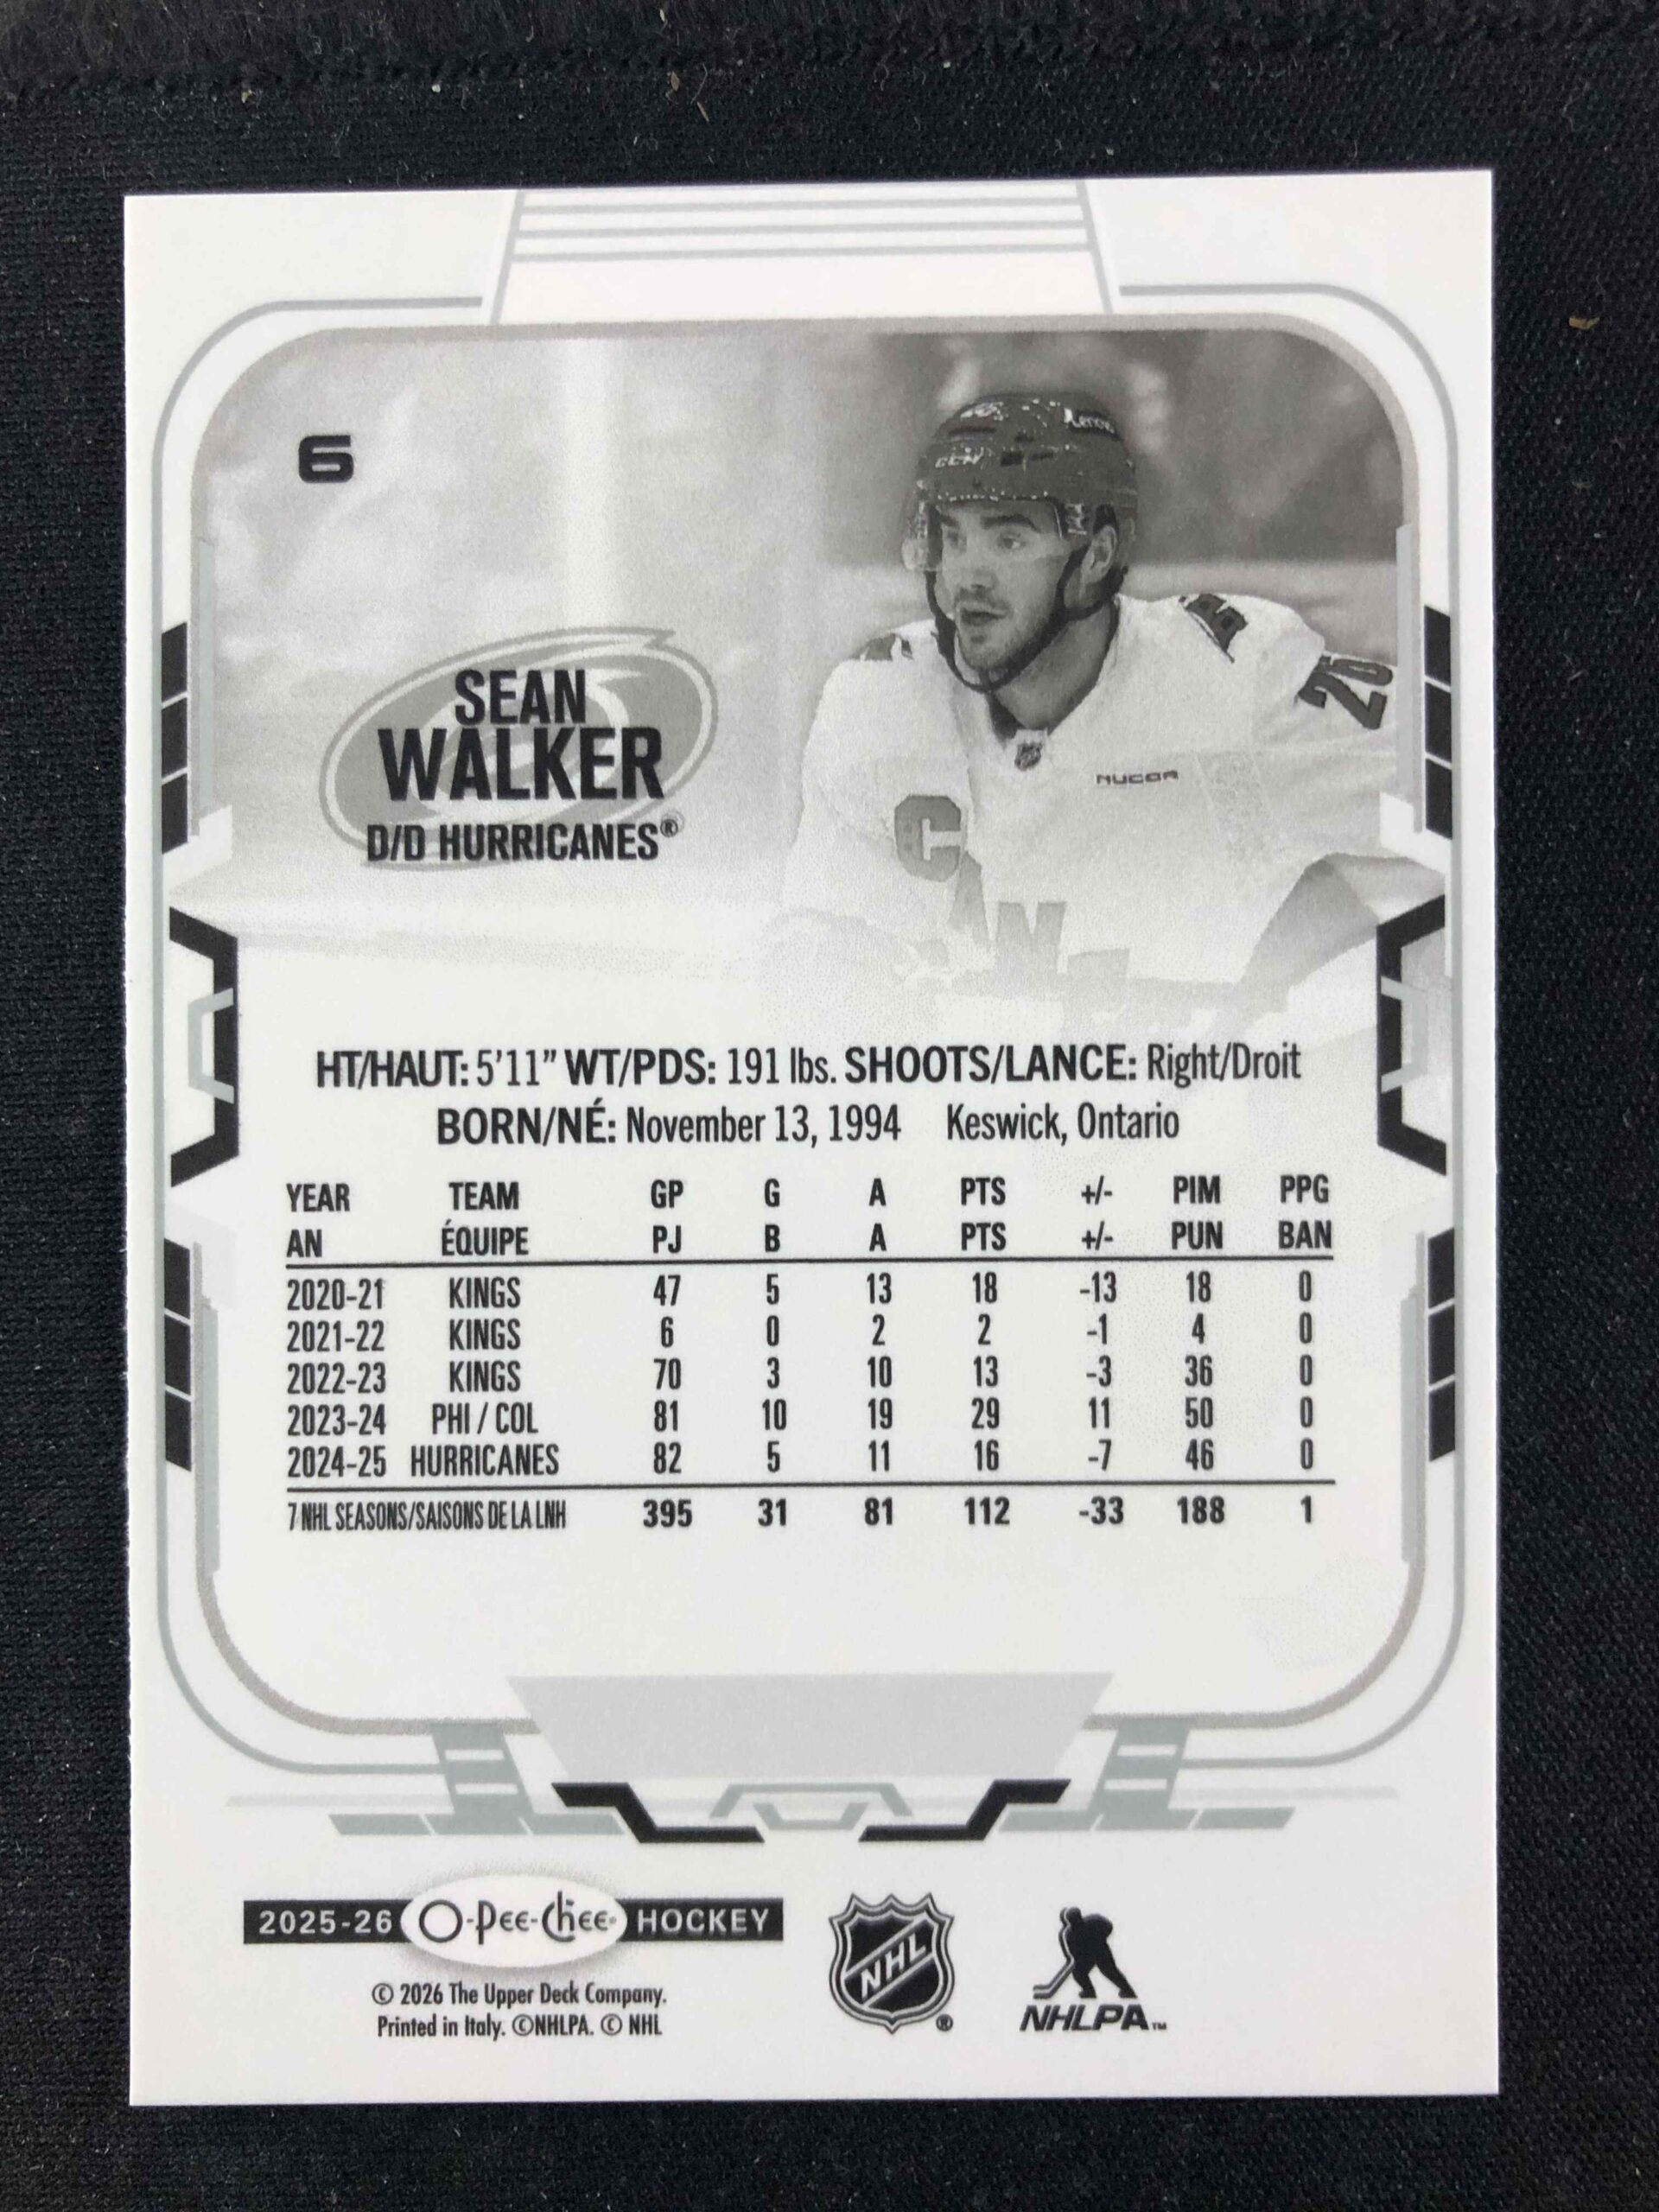 6
Lenovo
CCM
26
NUCOR
C
SEAN
WALKER
D/D HURRICANES®
HT/HAUT: 5'11" WT/PDS: 191 lbs. SHOOTS/LANCE: Right/Droit
BORN/NÉ: November 13, 1994 Keswick, Ontario
YEAR TEAM GP G A PTS +/- PIM PPG
AN ÉQUIPE PJ B A PTS +/- PUN BAN
2020-21 KINGS 47 5 13 18 -13 18 0
2021-22 KINGS 6 0 2 2 -1 4 0
2022-23 KINGS 70 3 10 13 -3 36 0
2023-24 PHI / COL 81 10 19 29 11 50 0
2024-25 HURRICANES 82 5 11 16 -7 46 0
7 NHL SEASONS/SAISONS DE LA LNH 395 31 81 112 -33 188 1
2025-26 O-Pee-Chee® HOCKEY
© 2026 The Upper Deck Company.
Printed in Italy. ©NHLPA. © NHL
NHL ®
NHLPA™